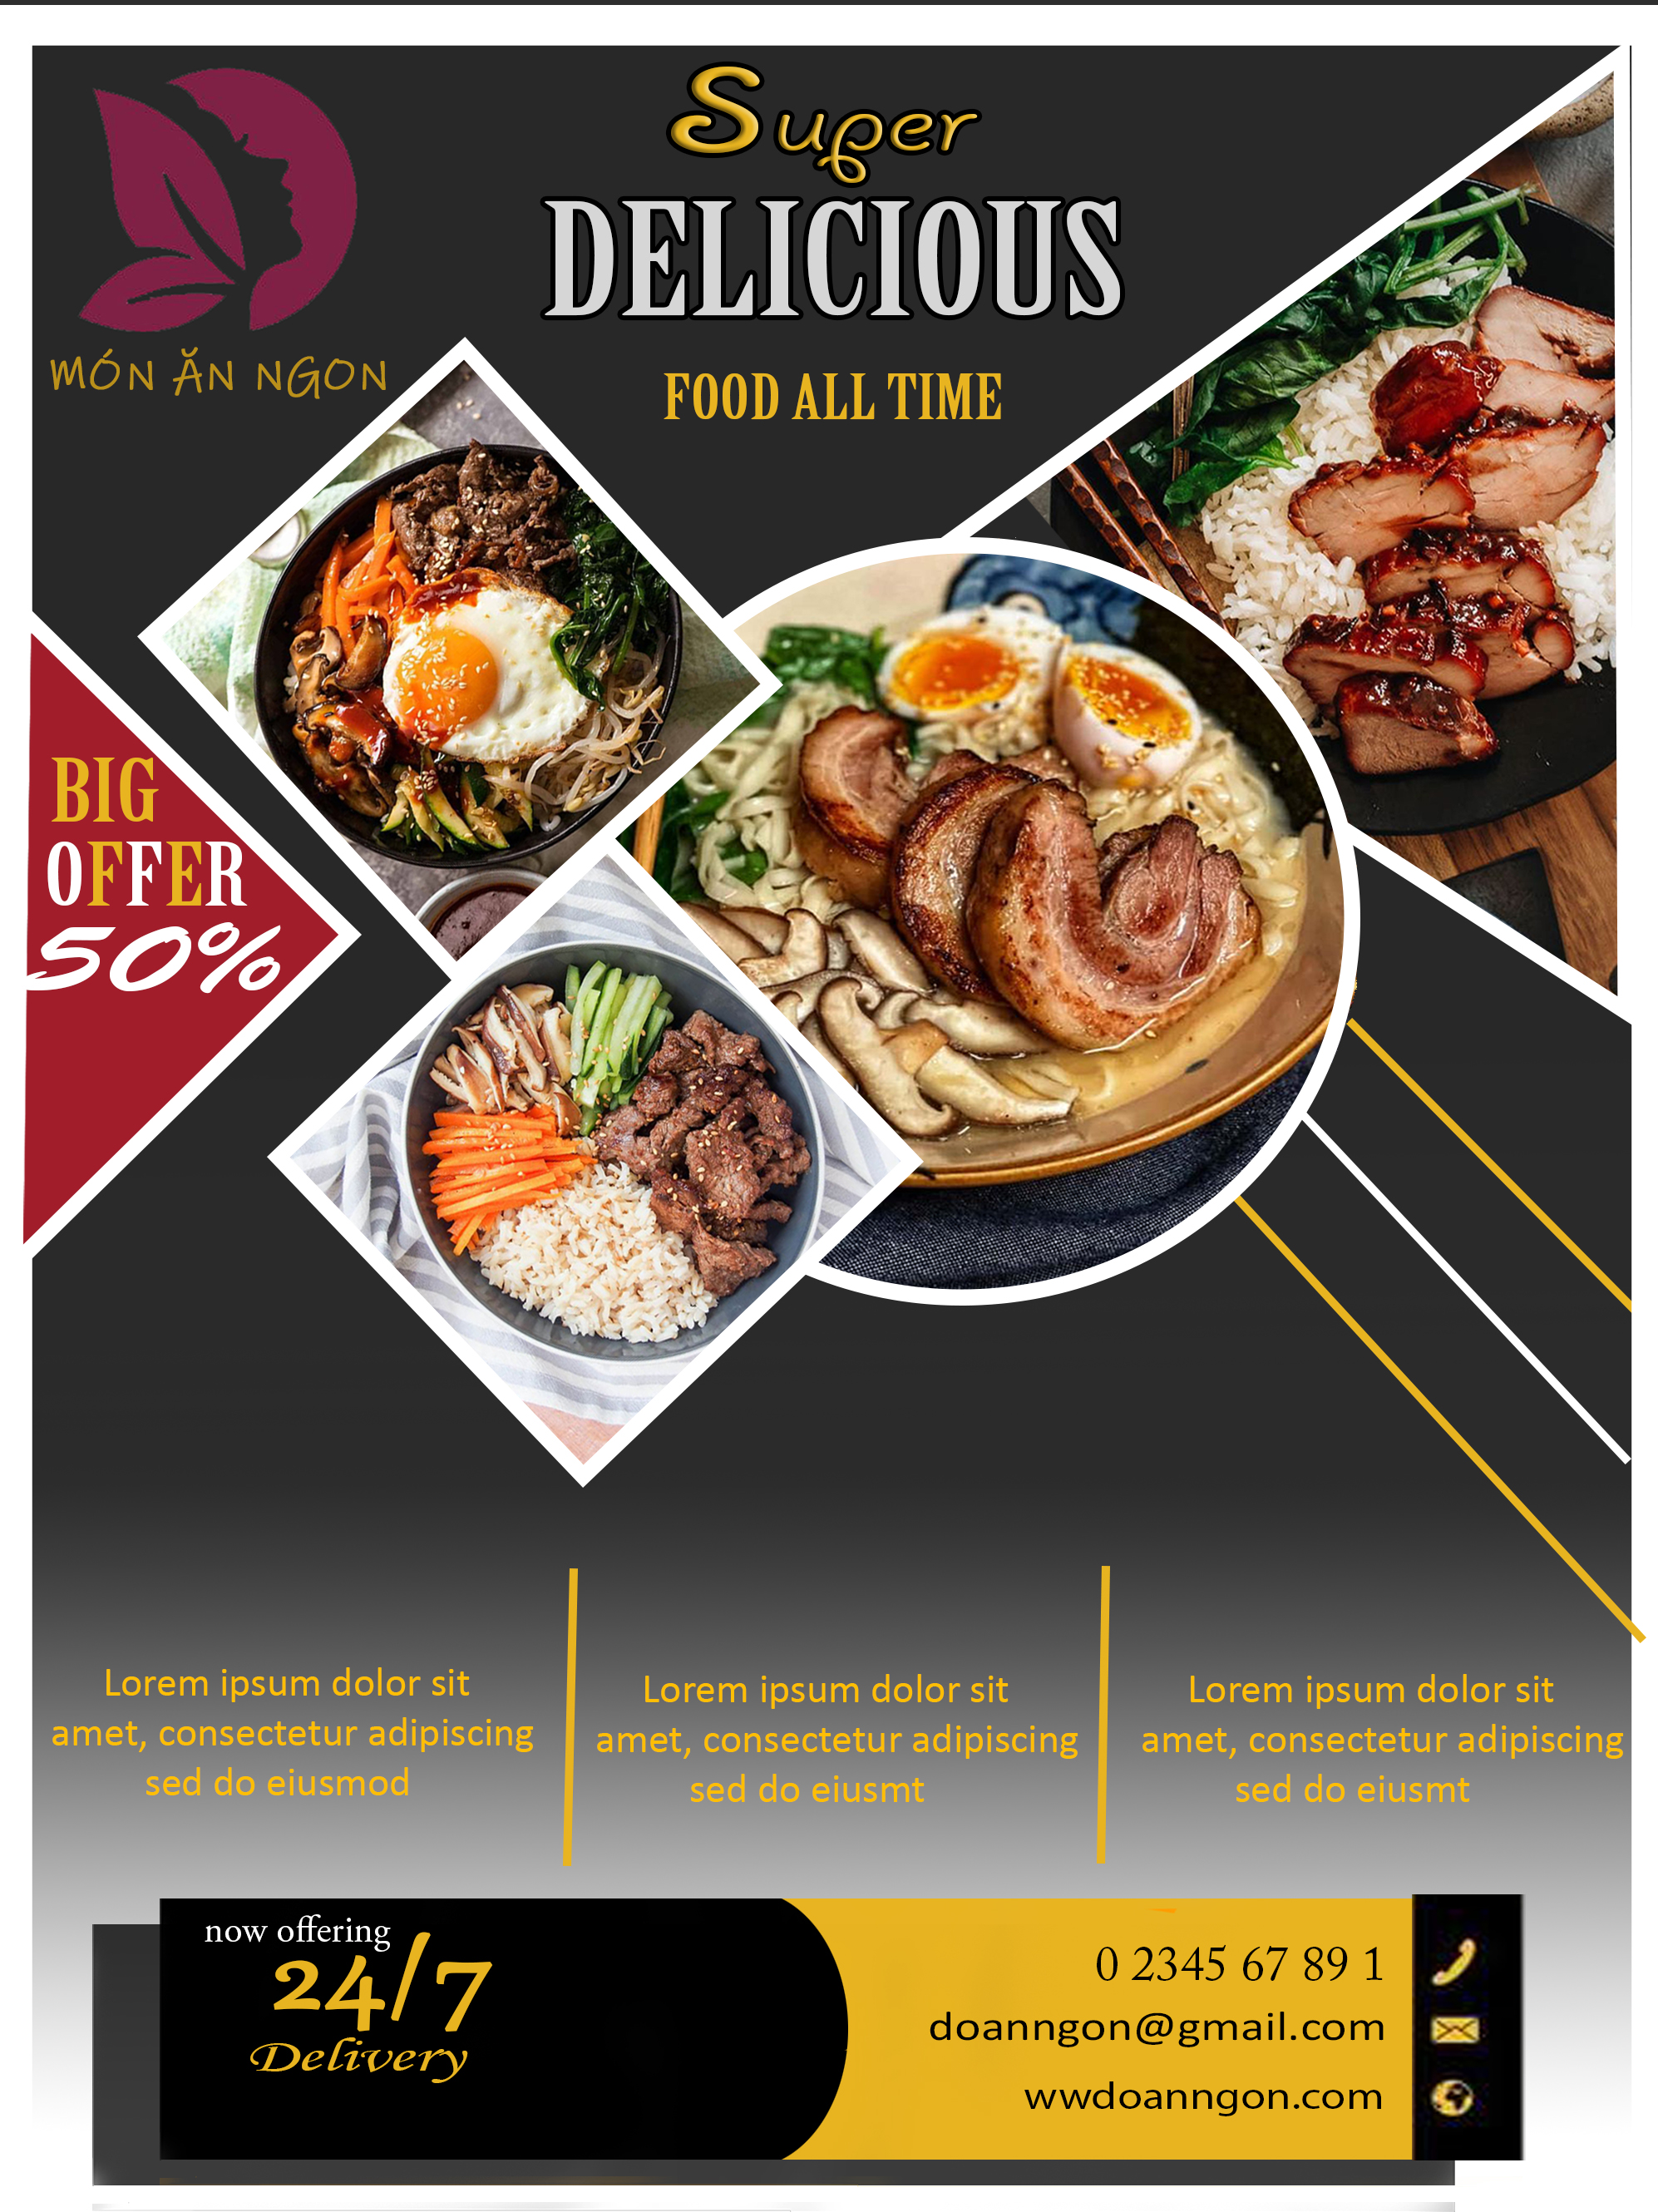 Super
DELICIOUS
FOOD ALL TIME
MÓN ĂN NGON
BIG
OFFER
50%
Lorem ipsum dolor sit
amet, consectetur adipiscing
sed do eiusmod
Lorem ipsum dolor sit
amet, consectetur adipiscing
sed do eiusmt
Lorem ipsum dolor sit
amet, consectetur adipiscing
sed do eiusmt
now offering
24/7
Delivery
0 2345 67 89 1
doanngon@gmail.com
wwdoanngon.com